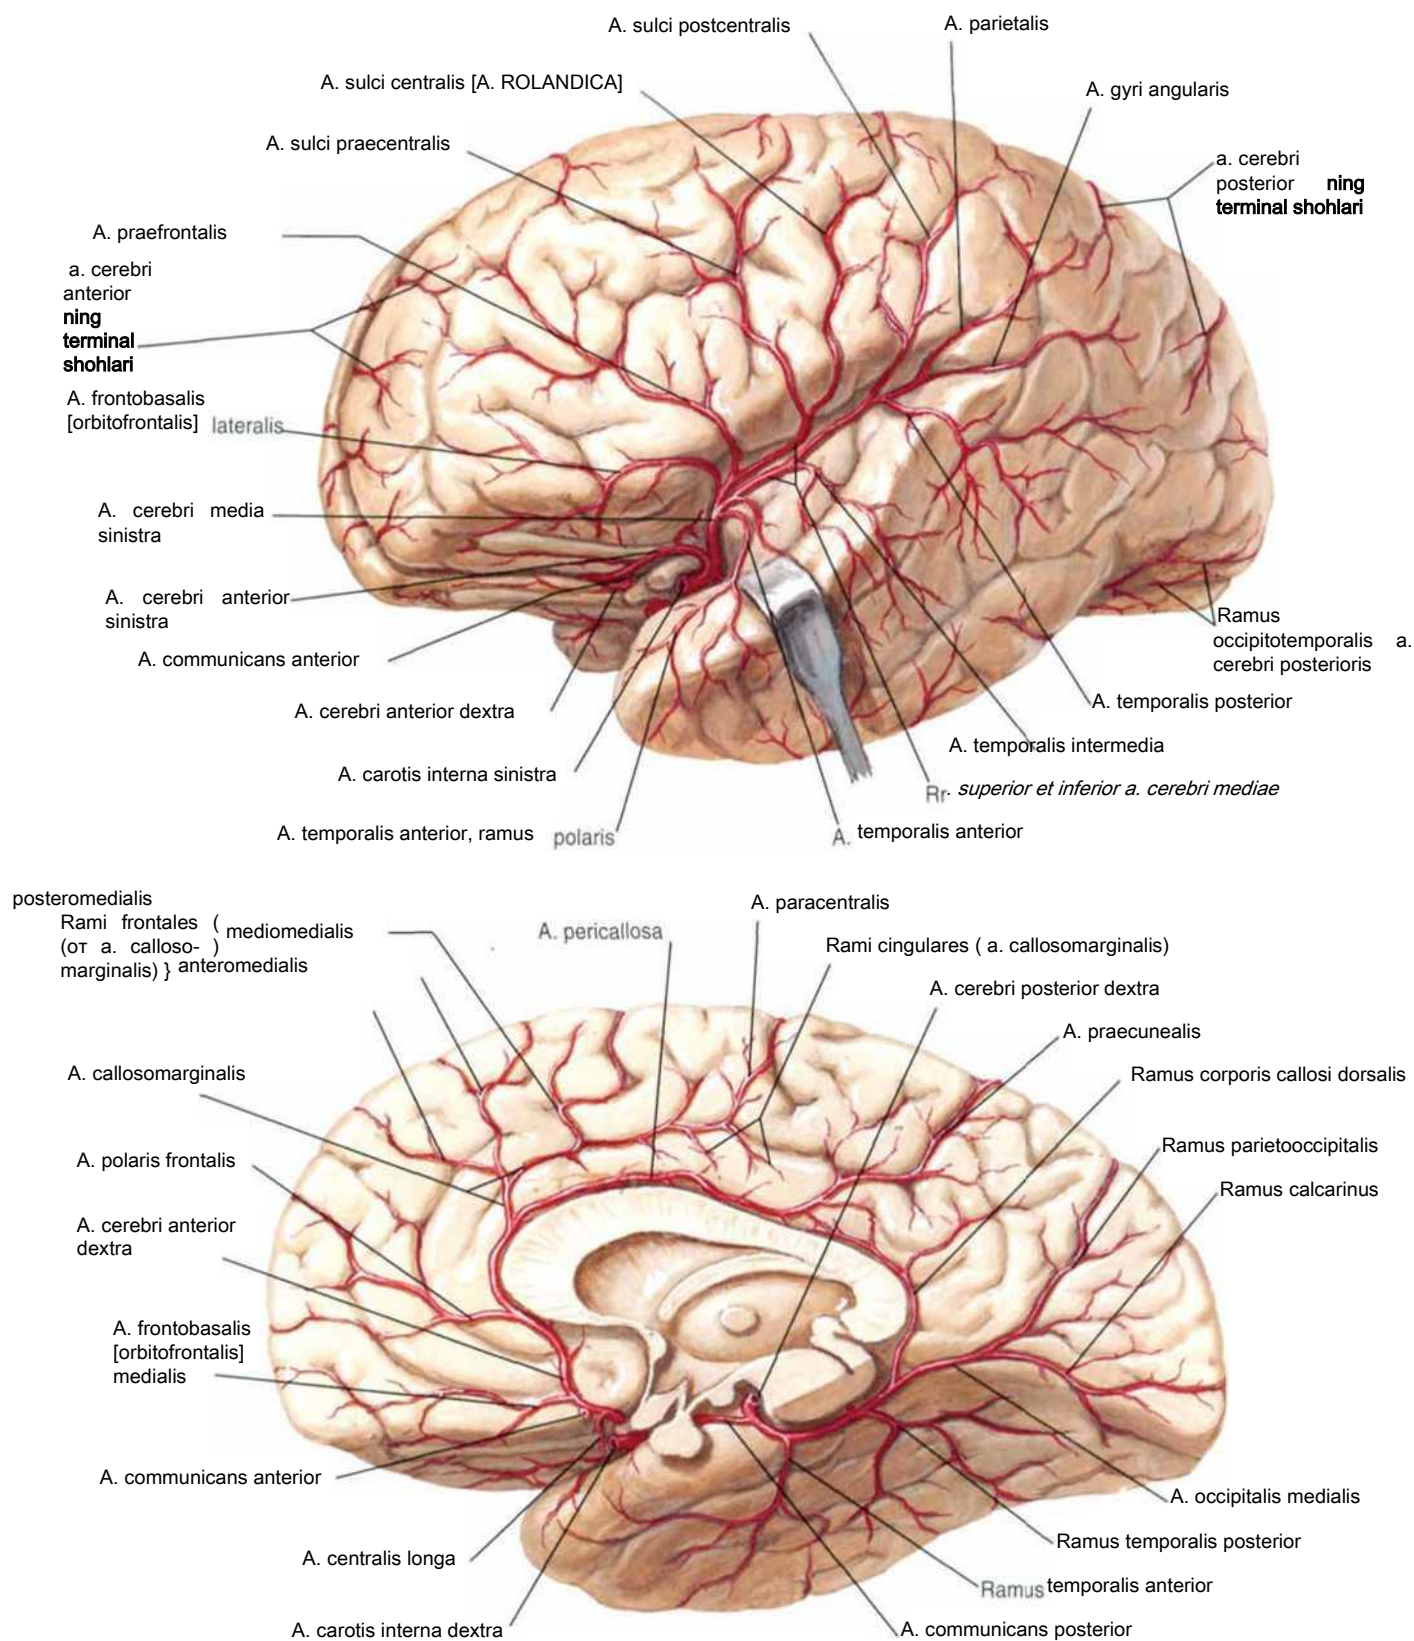 A. sulci postcentralis
A. parietalis
A. sulci centralis [A. ROLANDICA]
A. gyri angularis
A. sulci praecentralis
a. cerebri
posterior ning
terminal shohlari
A. praefrontalis
a. cerebri
anterior
ning
terminal
shohlari
A. frontobasalis
[orbitofrontalis] lateralis
A. cerebri media
sinistra
A. cerebri anterior
sinistra
Ramus
occipitotemporalis a.
cerebri posterioris
A. communicans anterior
A. temporalis posterior
A. cerebri anterior dextra
A. temporalis intermedia
A. carotis interna sinistra
Rr. superior et inferior a. cerebri mediae
A. temporalis anterior, ramus polaris
A. temporalis anterior
posteromedialis
Rami frontales ( mediomedialis
(от a. calloso- )
marginalis) } anteromedialis
A. pericallosa
A. paracentralis
Rami cingulares ( a. callosomarginalis)
A. cerebri posterior dextra
A. praecunealis
A. callosomarginalis
Ramus corporis callosi dorsalis
A. polaris frontalis
Ramus parietooccipitalis
Ramus calcarinus
A. cerebri anterior
dextra
A. frontobasalis
[orbitofrontalis]
medialis
A. communicans anterior
A. occipitalis medialis
Ramus temporalis posterior
A. centralis longa
Ramus temporalis anterior
A. carotis interna dextra
A. communicans posterior